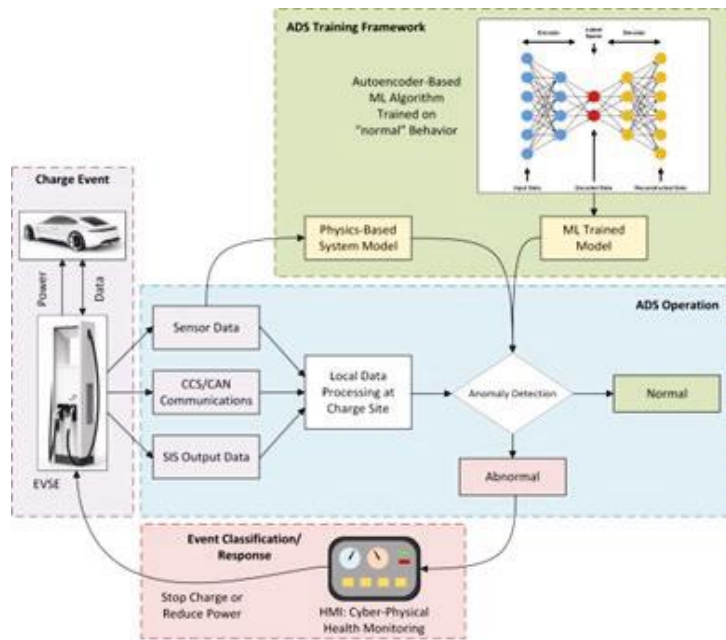 ADS Training Framework
Autoencoder-Based
ML Algorithm
Trained on
"normal" Behavior
Encoder
Latent
Space
Decoder
Input Data
Encoded Data
Reconstructed Data
Charge Event
Physics-Based
System Model
ML Trained
Model
Power
Data
ADS Operation
Sensor Data
CCS/CAN
Communications
SIS Output Data
Local Data
Processing at
Charge Site
Anomaly Detection
Normal
Abnormal
EVSE
Event Classification/
Response
Stop Charge or
Reduce Power
HMI: Cyber-Physical
Health Monitoring